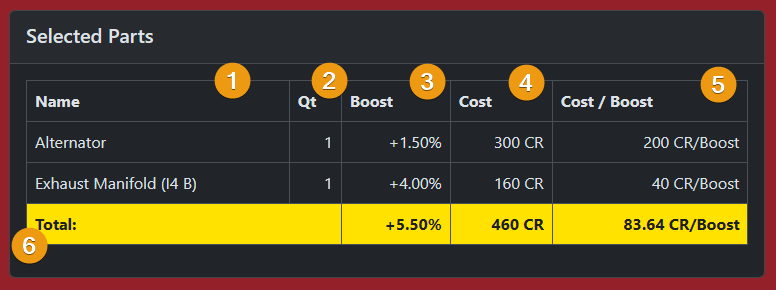 Selected Parts
1 2 3 4 5
Name Qt Boost Cost Cost / Boost
Alternator 1 +1.50% 300 CR 200 CR/Boost
Exhaust Manifold (I4 B) 1 +4.00% 160 CR 40 CR/Boost
Total: +5.50% 460 CR 83.64 CR/Boost
6